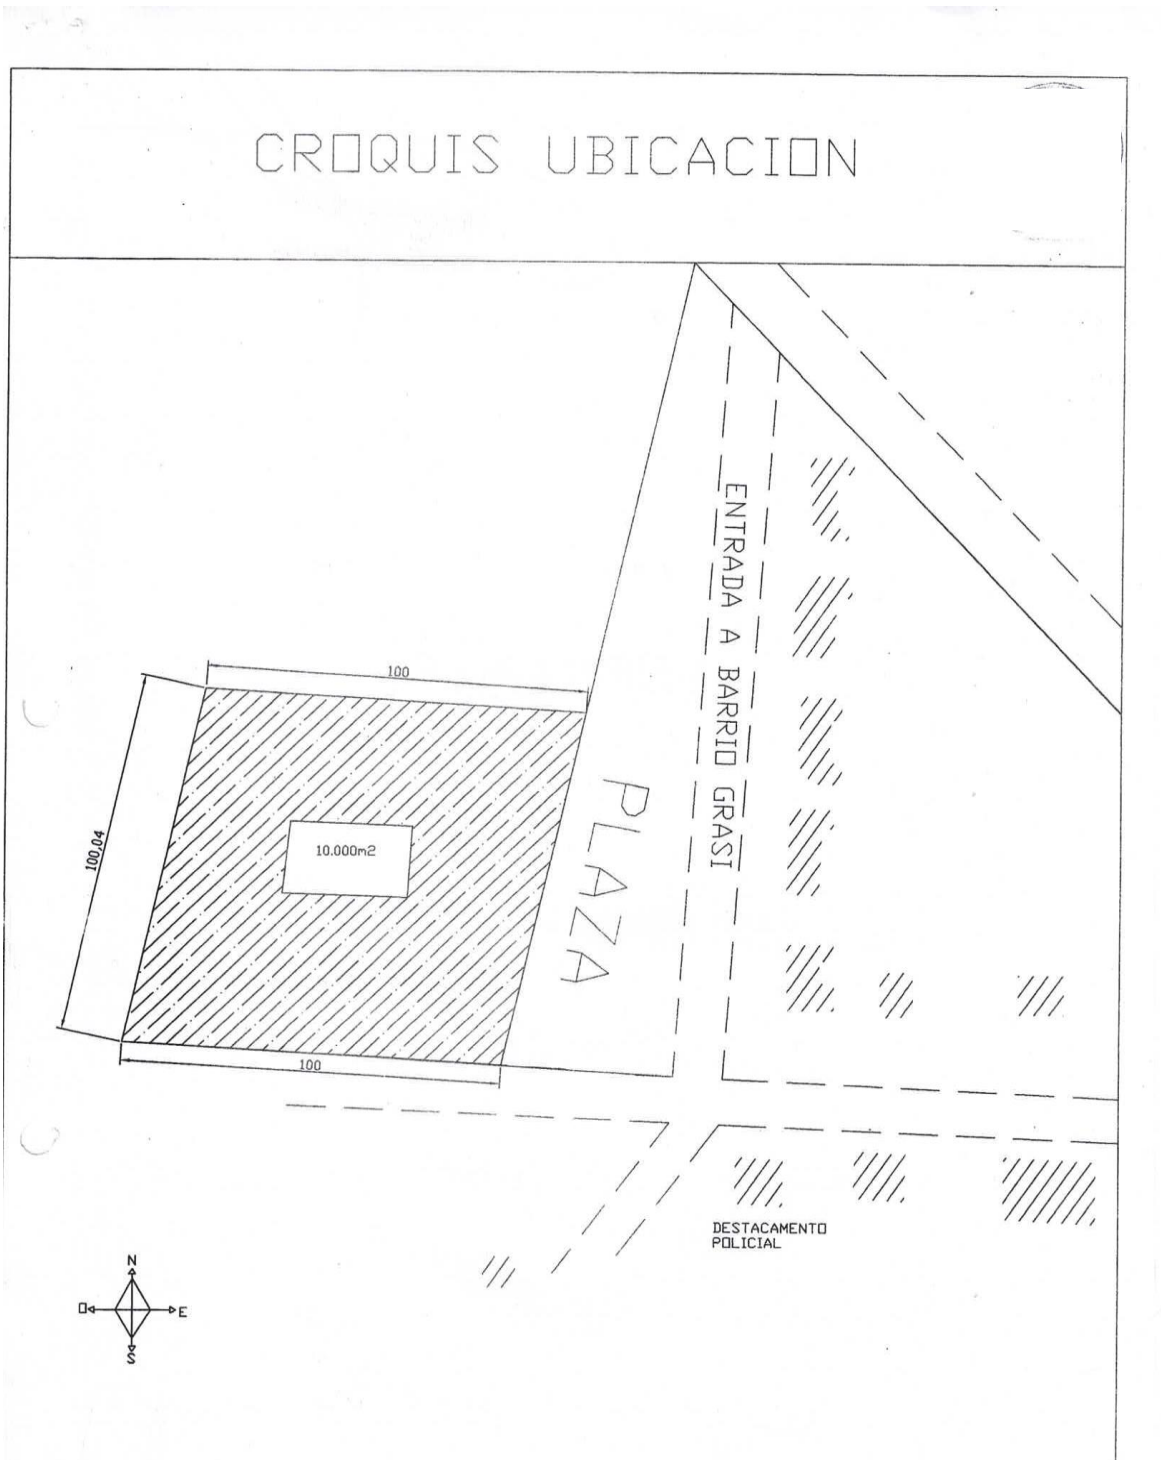 CROQUIS UBICACION
ENTRADA A BARRIO GRASI
100
PLAZA
100,04
10.000m2
100
DESTACAMENTO
POLICIAL
N
O
E
S